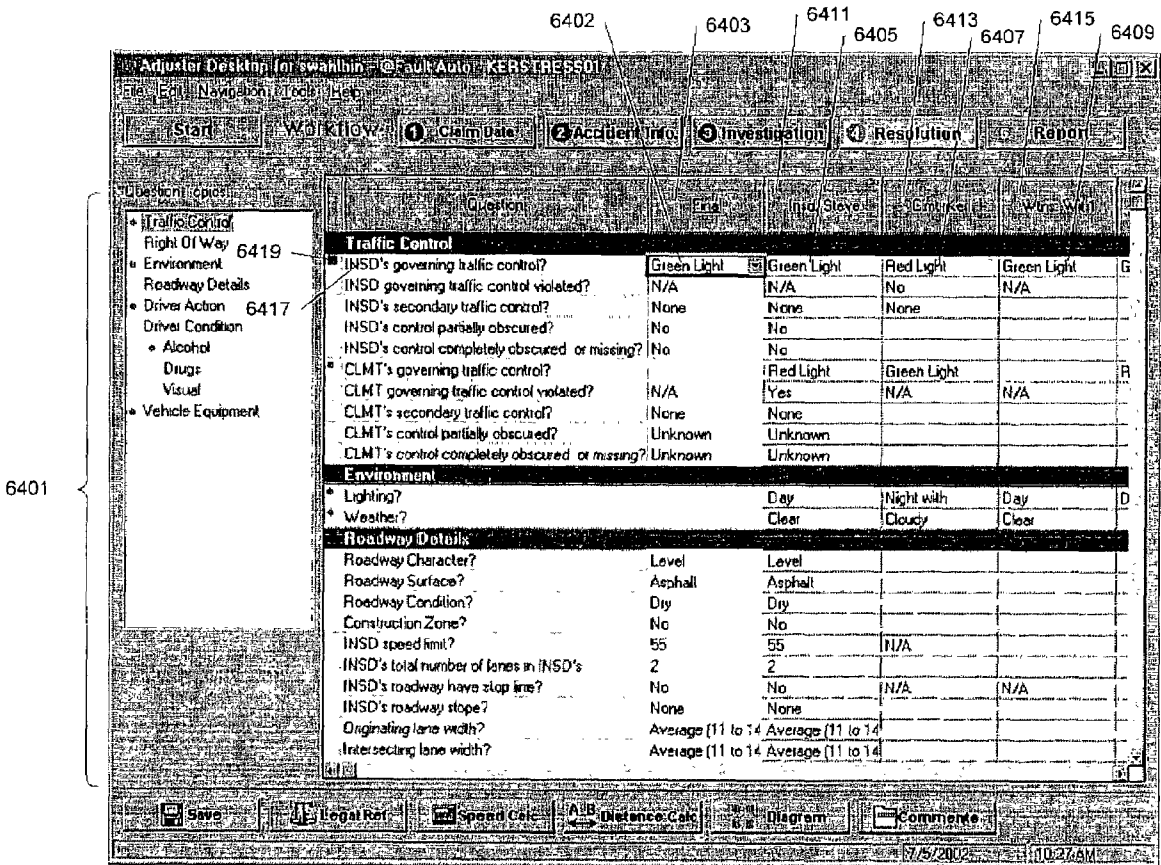 6402 6403 6411 6405 6413 6407 6415 6409
Adjuster Desktop for swahlbin - @Fault Auto - KERSTRESS01
File Edit Navigation Tools Help
Start Workflow: 1 Claim Data 2 Accident Info. 3 Investigation 4 Resolution Report
Question Topics
Traffic Control
Right Of Way
Environment
Roadway Details
Driver Action
Driver Condition
Alcohol
Drugs
Visual
Vehicle Equipment
6401
6419
6417
Question Final Insd, Steve Clmt, Ike Wtns, Witn
Traffic Control
INSD's governing traffic control? Green Light Green Light Red Light Green Light G
INSD governing traffic control violated? N/A N/A No N/A
INSD's secondary traffic control? None None None
INSD's control partially obscured? No No
INSD's control completely obscured or missing? No No
CLMT's governing traffic control? Red Light Green Light R
CLMT governing traffic control violated? N/A Yes N/A N/A
CLMT's secondary traffic control? None None
CLMT's control partially obscured? Unknown Unknown
CLMT's control completely obscured or missing? Unknown Unknown
Environment
Lighting? Day Night with Day D
Weather? Clear Cloudy Clear
Roadway Details
Roadway Character? Level Level
Roadway Surface? Asphalt Asphalt
Roadway Condition? Dry Dry
Construction Zone? No No
INSD speed limit? 55 55 N/A
INSD's total number of lanes in INSD's 2 2
INSD's roadway have stop line? No No N/A N/A
INSD's roadway slope? None None
Originating lane width? Average (11 to 14 Average (11 to 14
Intersecting lane width? Average (11 to 14 Average (11 to 14
Save Legal Ref. Speed Calc A B Distance Calc Diagram Comments
7/5/2002 10:27 AM